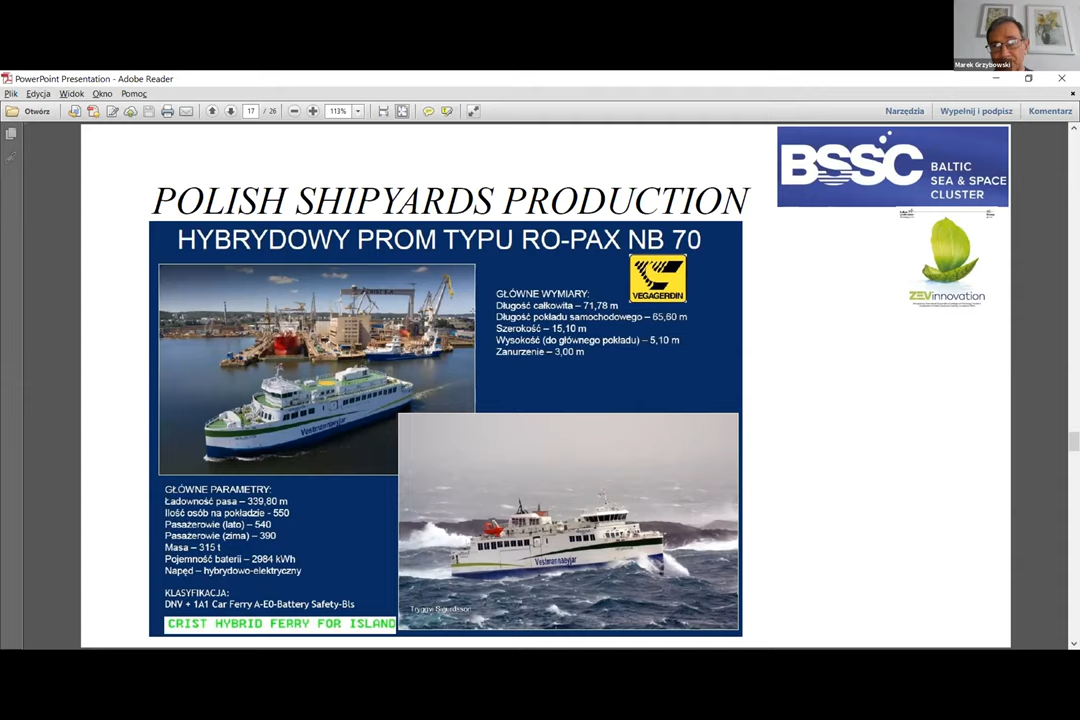 Marek Grzybowski
PowerPoint Presentation - Adobe Reader
Plik Edycja Widok Okno Pomoc
Otwórz
17 / 26
113%
Narzędzia
Wypełnij i podpisz
Komentarz
BSSC
BALTIC
SEA & SPACE
CLUSTER
ZEVinnovation
POLISH SHIPYARDS PRODUCTION
HYBRYDOWY PROM TYPU RO-PAX NB 70
VEGAGERDIN
GŁÓWNE WYMIARY:
Długość całkowita – 71,78 m
Długość pokładu samochodowego – 65,60 m
Szerokość – 15,10 m
Wysokość (do głównego pokładu) – 5,10 m
Zanurzenie – 3,00 m
Vestmannaeyjar
GŁÓWNE PARAMETRY:
Ładowność pasa – 339,80 m
Ilość osób na pokładzie - 550
Pasażerowie (lato) – 540
Pasażerowie (zima) – 390
Masa – 315 t
Pojemność baterii – 2984 kWh
Napęd – hybrydowo-elektryczny
KLASYFIKACJA:
DNV + 1A1 Car Ferry A-E0-Battery Safety-Bis
CRIST HYBRID FERRY FOR ISLAND
Vestmannaeyjar
Tryggvi Sigurdsson